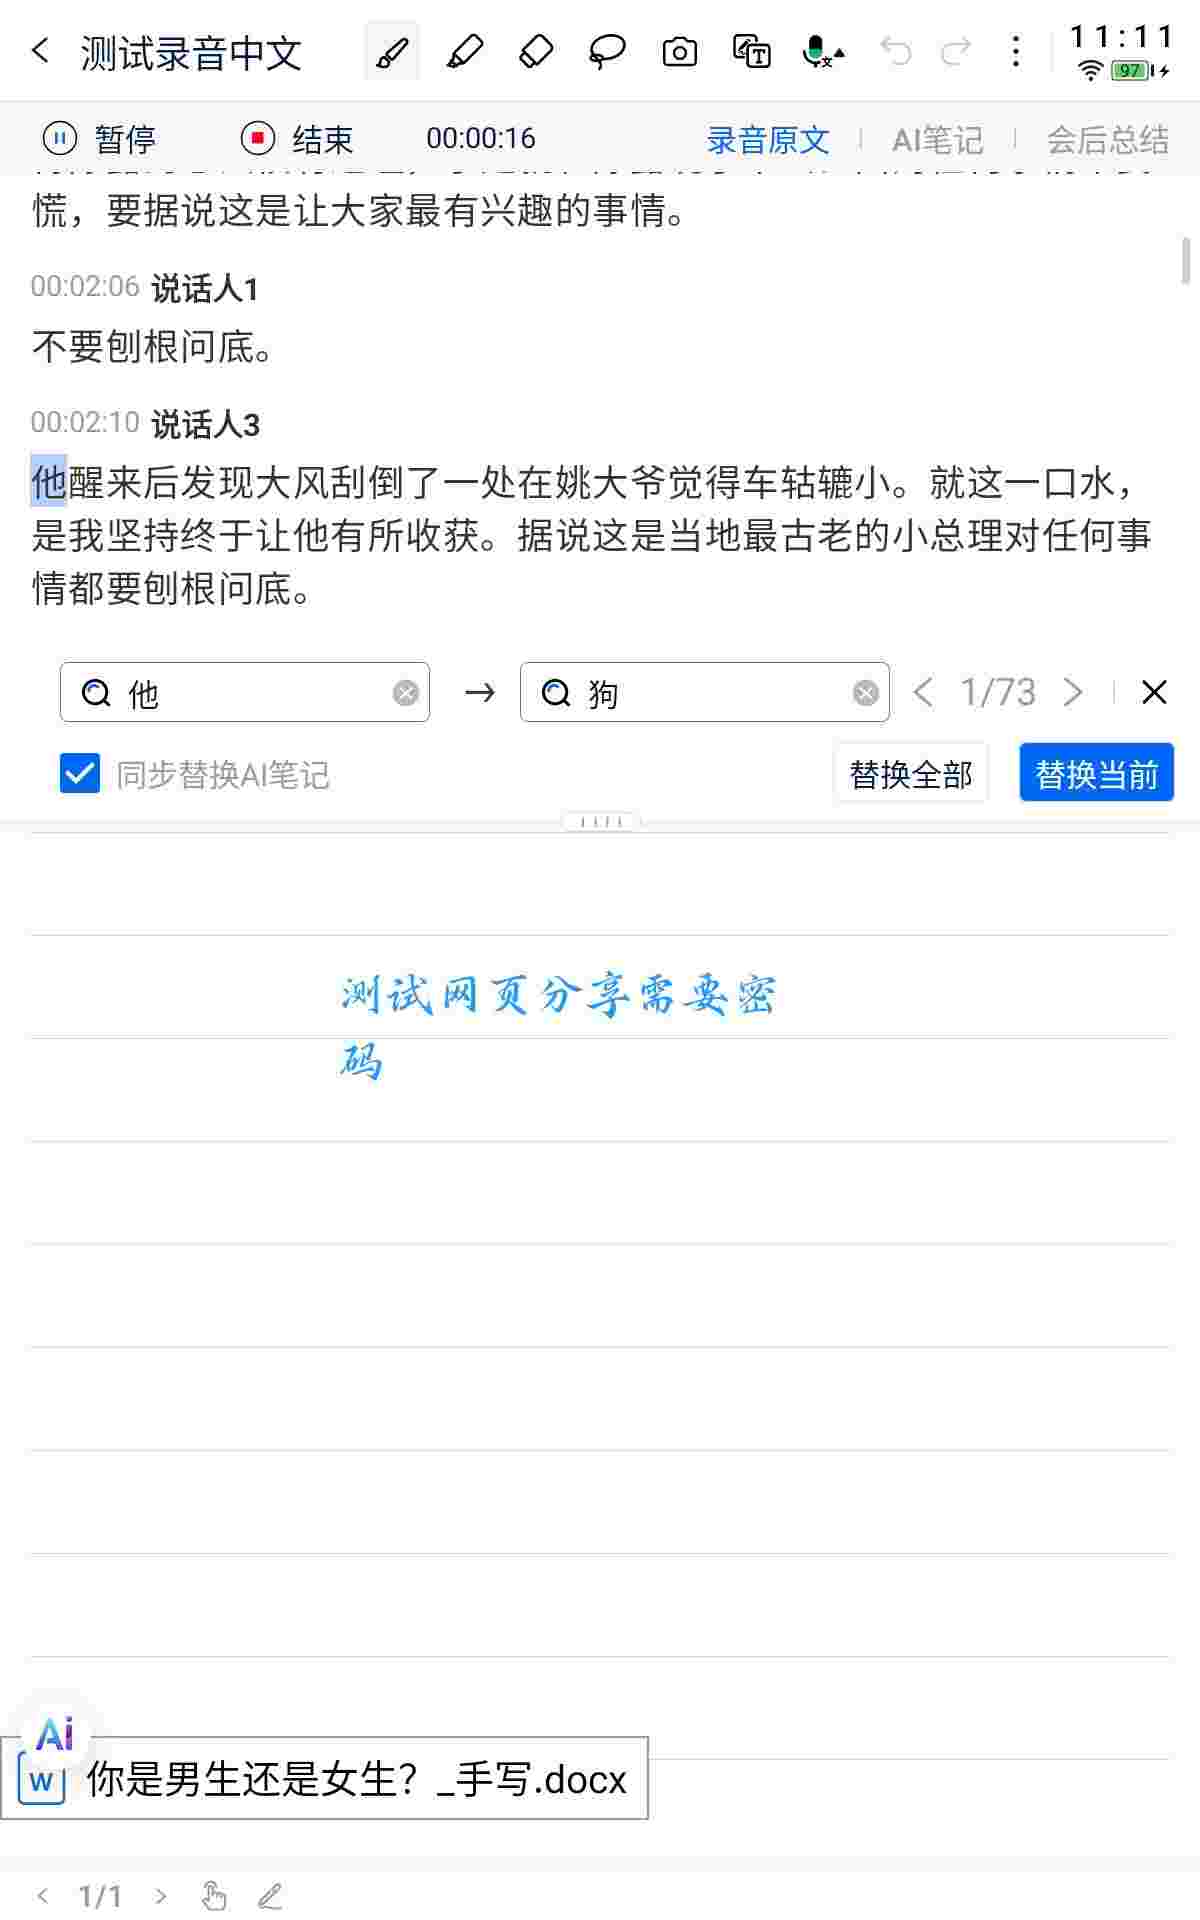 测试录音中文
11:11
97
暂停
结束
00:00:16
录音原文
AI笔记
会后总结
慌，要据说这是让大家最有兴趣的事情。
00:02:06 说话人1
不要刨根问底。
00:02:10 说话人3
他醒来后发现大风刮倒了一处在姚大爷觉得车轱辘小。就这一口水，
是我坚持终于让他有所收获。据说这是当地最古老的小总理对任何事
情都要刨根问底。
他 → 狗 < 1/73 >
同步替换AI笔记
替换全部
替换当前
测试网页分享需要密
码
Ai
W 你是男生还是女生？_手写.docx
< 1/1 >